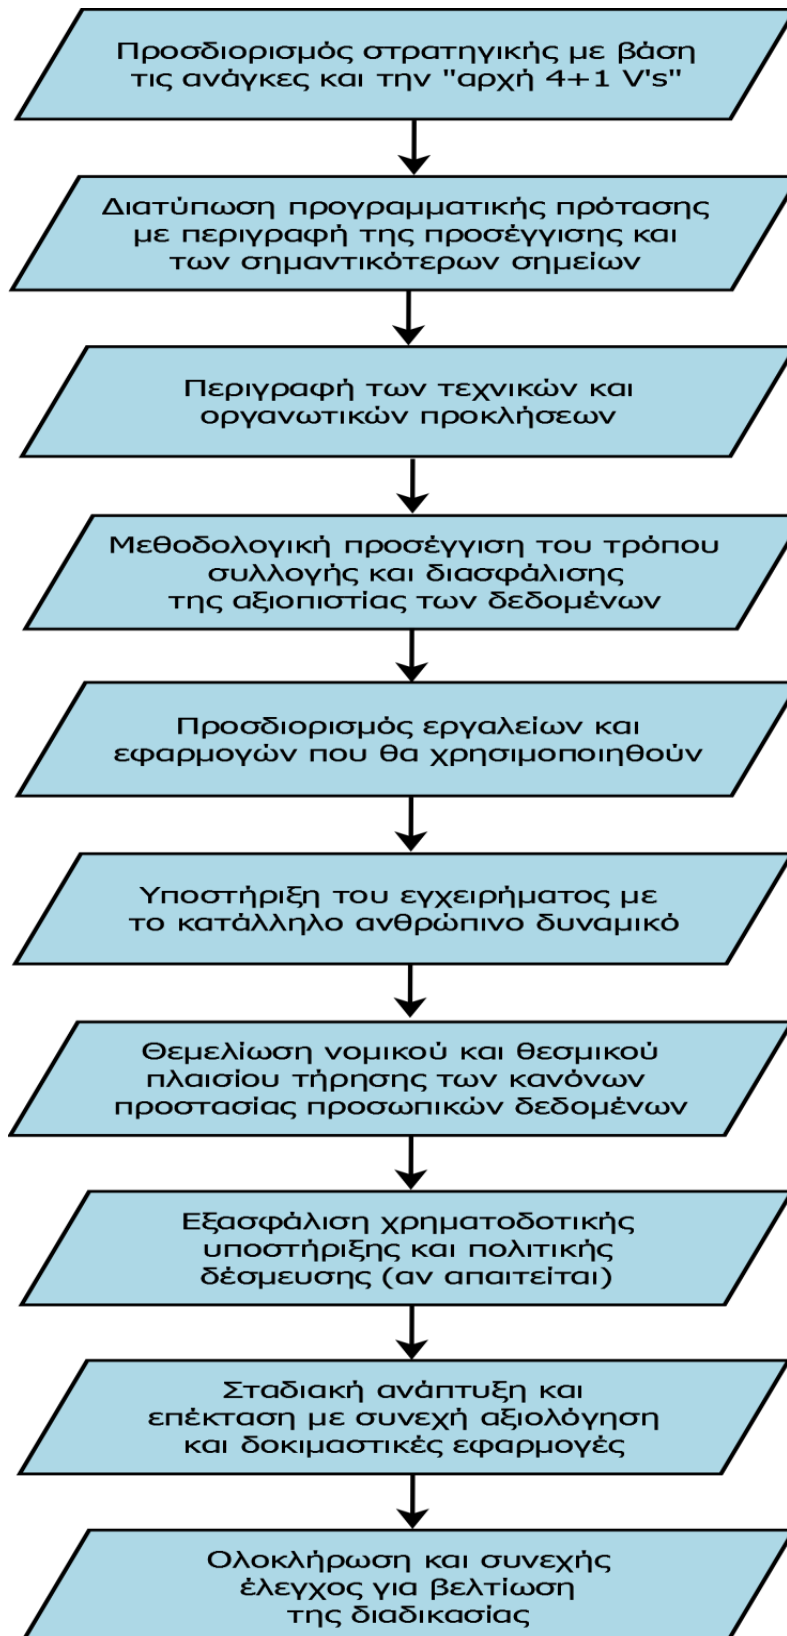 Προσδιορισμός στρατηγικής με βάση
τις ανάγκες και την "αρχή 4+1 V's"
Διατύπωση προγραμματικής πρότασης
με περιγραφή της προσέγγισης και
των σημαντικότερων σημείων
Περιγραφή των τεχνικών και
οργανωτικών προκλήσεων
Μεθοδολογική προσέγγιση του τρόπου
συλλογής και διασφάλισης
της αξιοπιστίας των δεδομένων
Προσδιορισμός εργαλείων και
εφαρμογών που θα χρησιμοποιηθούν
Υποστήριξη του εγχειρήματος με
το κατάλληλο ανθρώπινο δυναμικό
Θεμελίωση νομικού και θεσμικού
πλαισίου τήρησης των κανόνων
προστασίας προσωπικών δεδομένων
Εξασφάλιση χρηματοδοτικής
υποστήριξης και πολιτικής
δέσμευσης (αν απαιτείται)
Σταδιακή ανάπτυξη και
επέκταση με συνεχή αξιολόγηση
και δοκιμαστικές εφαρμογές
Ολοκλήρωση και συνεχής
έλεγχος για βελτίωση
της διαδικασίας